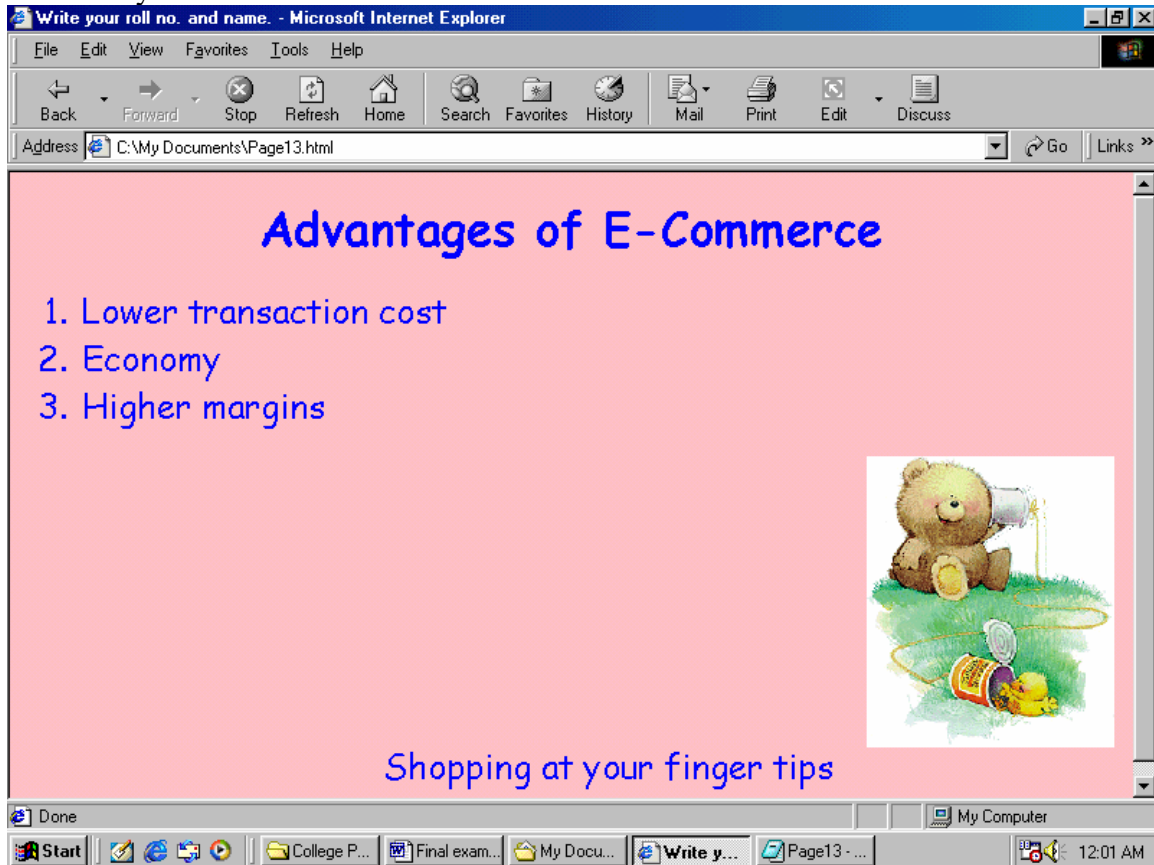 Write your roll no. and name. - Microsoft Internet Explorer
File Edit View Favorites Tools Help
Back Forward Stop Refresh Home Search Favorites History Mail Print Edit Discuss
Address C:\My Documents\Page13.html Go Links »
Advantages of E-Commerce
1. Lower transaction cost
2. Economy
3. Higher margins
Shopping at your finger tips
Done My Computer
Start College P... Final exam... My Docu... Write y... Page13 - ... 12:01 AM